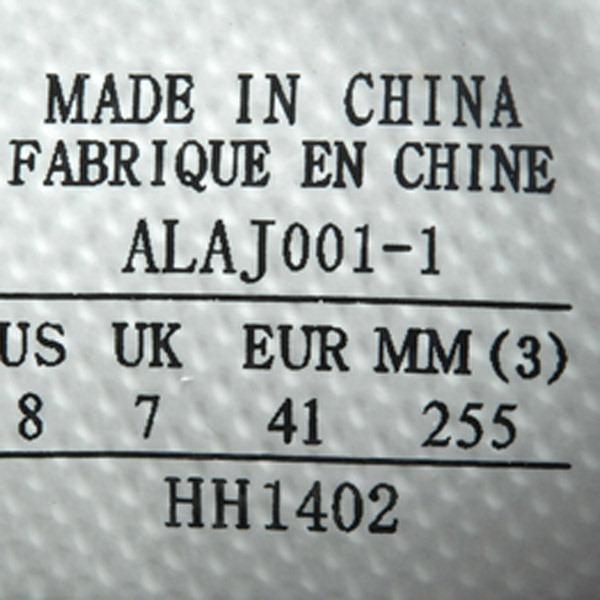 MADE IN CHINA
FABRIQUE EN CHINE
ALAJ001-1
US UK EUR MM(3)
8 7 41 255
HH1402